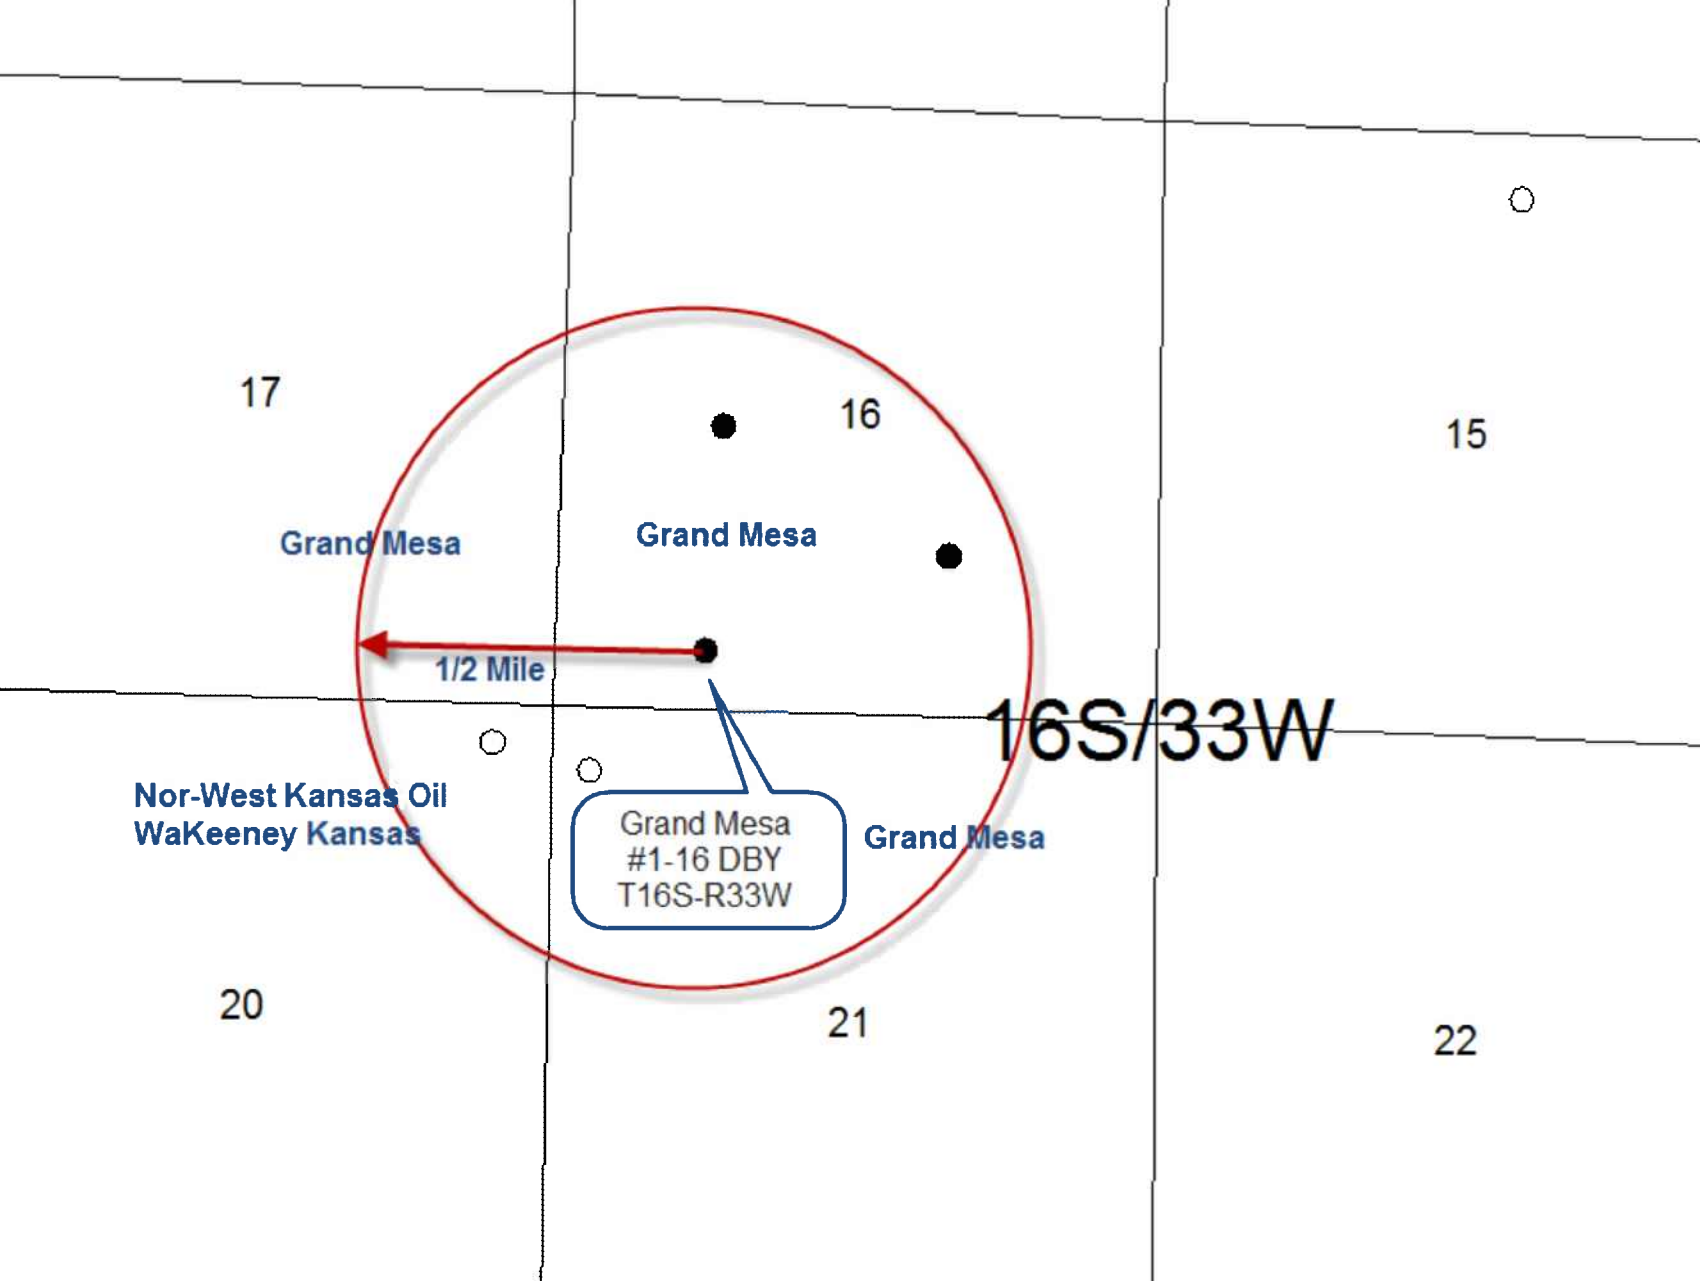 17
16
15
Grand Mesa
Grand Mesa
1/2 Mile
16S/33W
Nor-West Kansas Oil
WaKeeney Kansas
Grand Mesa
#1-16 DBY
T16S-R33W
Grand Mesa
20
21
22